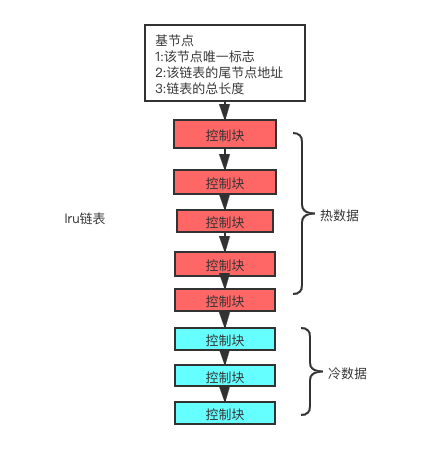 基节点
1:该节点唯一标志
2:该链表的尾节点地址
3:链表的总长度
控制块
控制块
lru链表
控制块
热数据
控制块
控制块
控制块
冷数据
控制块
控制块